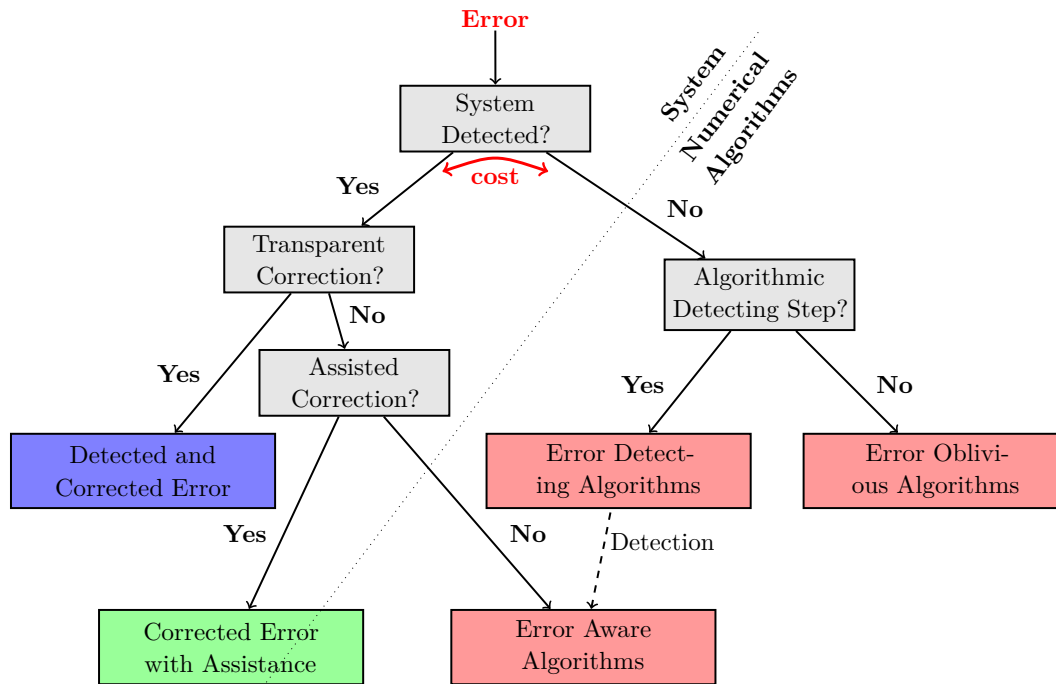 Error
System
Detected?
System
Numerical
Algorithms
cost
Yes
No
Transparent
Correction?
Algorithmic
Detecting Step?
No
Yes
Assisted
Correction?
Yes
No
Detected and
Corrected Error
Error Detect-
ing Algorithms
Error Oblivi-
ous Algorithms
Yes
No
Detection
Corrected Error
with Assistance
Error Aware
Algorithms